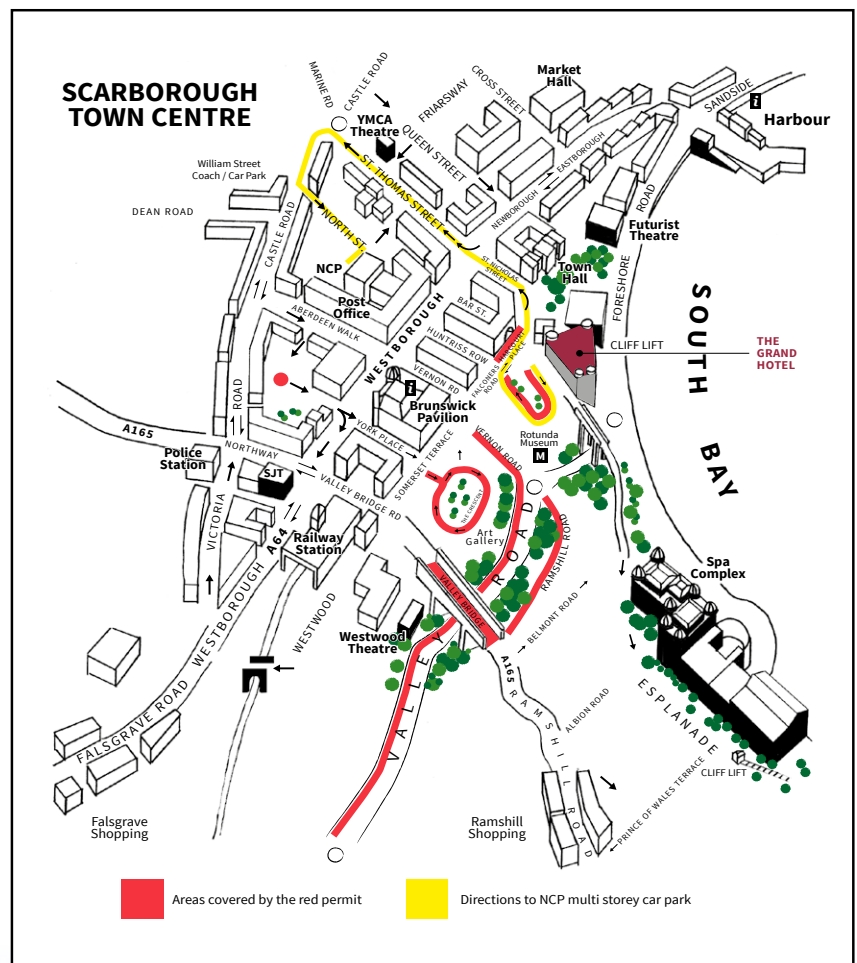 SCARBOROUGH
TOWN CENTRE
MARINE RD
CASTLE ROAD
FRIARSWAY
CROSS STREET
Market
Hall
SANDSIDE
i
Harbour
YMCA
Theatre
QUEEN STREET
EASTBOROUGH
William Street
Coach / Car Park
ST. THOMAS STREET
NEWBOROUGH
DEAN ROAD
CASTLE ROAD
NORTH ST.
ROAD
Futurist
Theatre
NCP
ST. NICHOLAS
STREET
Town
Hall
FORESHORE
Post
Office
BAR ST.
SOUTH BAY
ABERDEEN WALK
WESTBOROUGH
HUNTRISS ROW
HARCOURT
PLACE
CLIFF LIFT
THE
GRAND
HOTEL
VERNON RD
FALCONERS
ROAD
i
Brunswick
Pavilion
ROAD
A165
NORTHWAY
YORK PLACE
SOMERSET TERRACE
VERNON ROAD
Rotunda
Museum
M
Police
Station
SJT
VALLEY BRIDGE RD
THE CRESCENT
VICTORIA
A64
Railway
Station
Art
Gallery
ROAD
RAMSHILL ROAD
Spa
Complex
WESTBOROUGH
WESTWOOD
VALLEY BRIDGE
BELMONT ROAD
Westwood
Theatre
VALLEY
A165
RAMSHILL ROAD
ALBION ROAD
ESPLANADE
FALSGRAVE ROAD
CLIFF LIFT
PRINCE OF WALES TERRACE
Falsgrave
Shopping
Ramshill
Shopping
Areas covered by the red permit
Directions to NCP multi storey car park